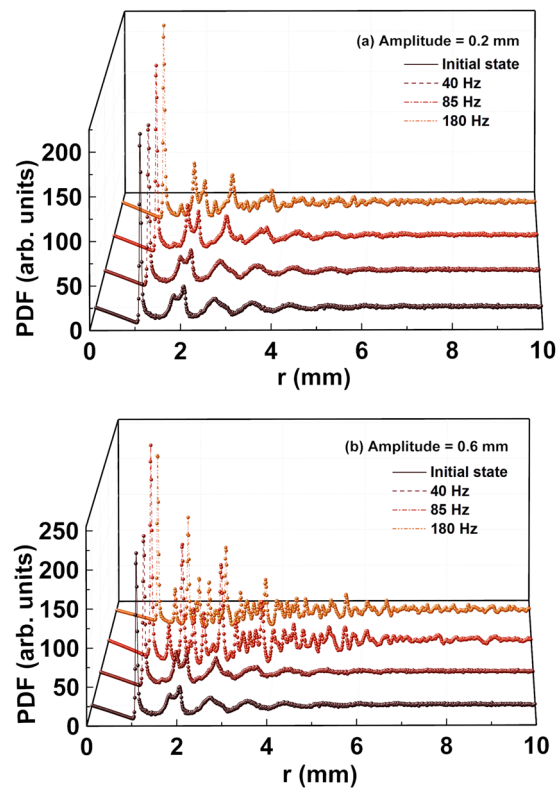 (a) Amplitude = 0.2 mm
Initial state
40 Hz
85 Hz
180 Hz
PDF (arb. units)
200
150
100
50
0
0 2 4 6 8 10
r (mm)
(b) Amplitude = 0.6 mm
Initial state
40 Hz
85 Hz
180 Hz
PDF (arb. units)
250
200
150
100
50
0
0 2 4 6 8 10
r (mm)